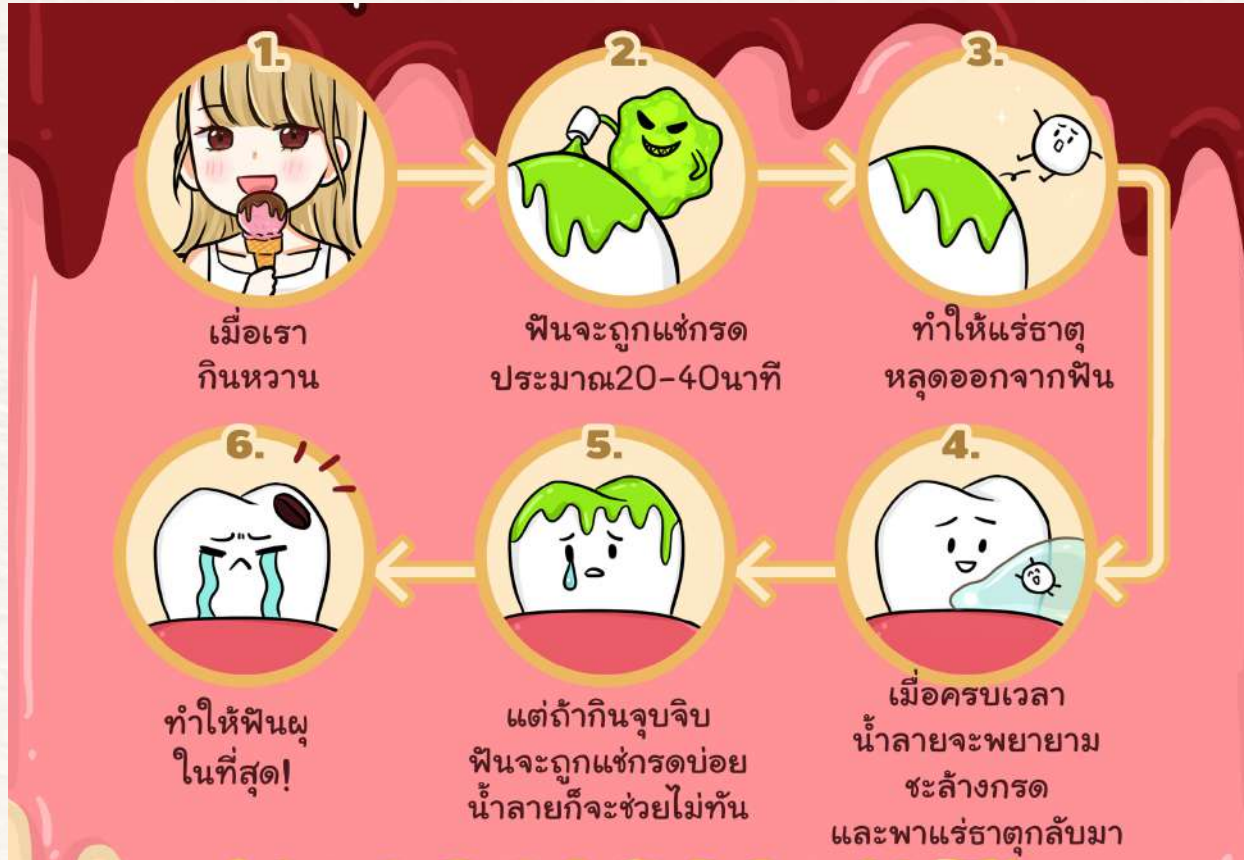 1.
เมื่อเรา
กินหวาน
2.
ฟันจะถูกแช่กรด
ประมาณ20-40นาที
3.
ทำให้แร่ธาตุ
หลุดออกจากฟัน
4.
เมื่อครบเวลา
น้ำลายจะพยายาม
ชะล้างกรด
และพาแร่ธาตุกลับมา
5.
แต่ถ้ากินจุบจิบ
ฟันจะถูกแช่กรดบ่อย
น้ำลายก็จะช่วยไม่ทัน
6.
ทำให้ฟันผุ
ในที่สุด!